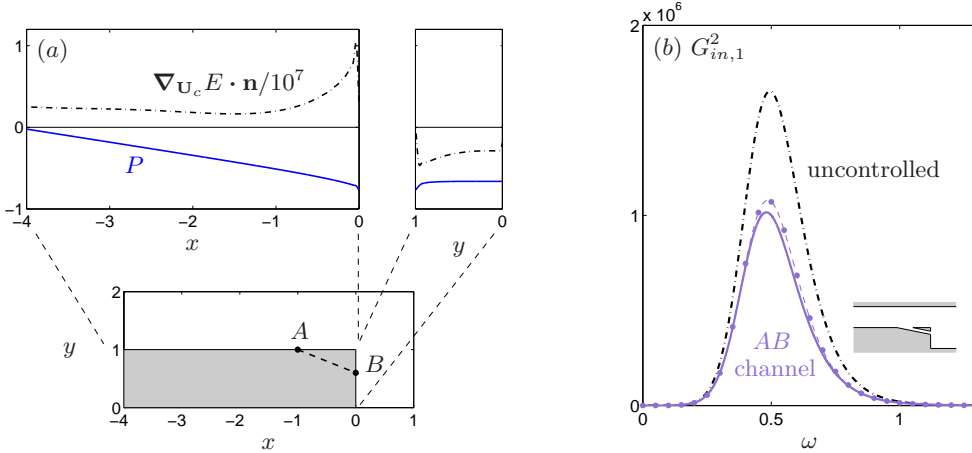 (a)
∇_{U_c} E · n/10^7
P
1
0
−1
−4 −3 −2 −1 0
x
1 0
y
2
1
0
y
A
B
−4 −3 −2 −1 0 1
x
2 × 10^6
(b) G^2_{in,1}
uncontrolled
1
AB
channel
0
0 0.5 1
ω